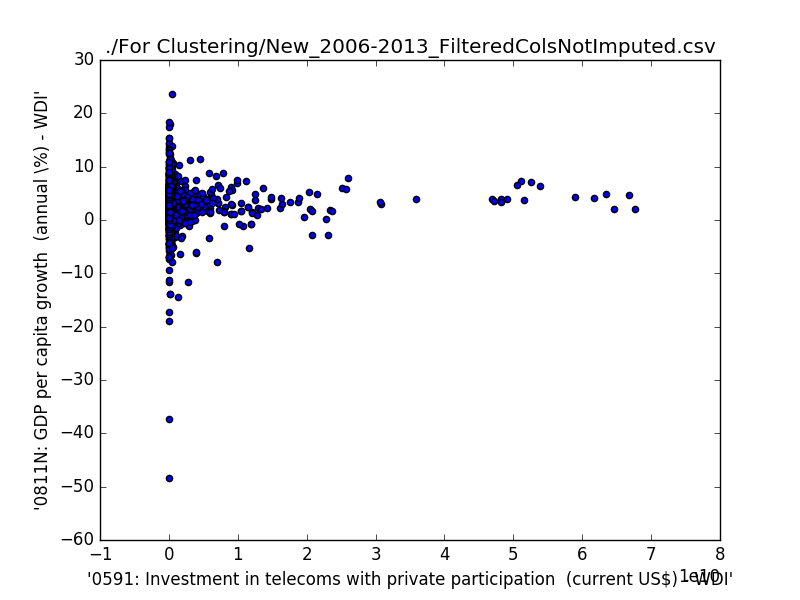 ./For Clustering/New_2006-2013_FilteredColsNotImputed.csv
30
20
10
0
−10
−20
−30
−40
−50
−60
'0811N: GDP per capita growth  (annual \%) - WDI'
−1 0 1 2 3 4 5 6 7 8
1e10
'0591: Investment in telecoms with private participation  (current US$) - WDI'